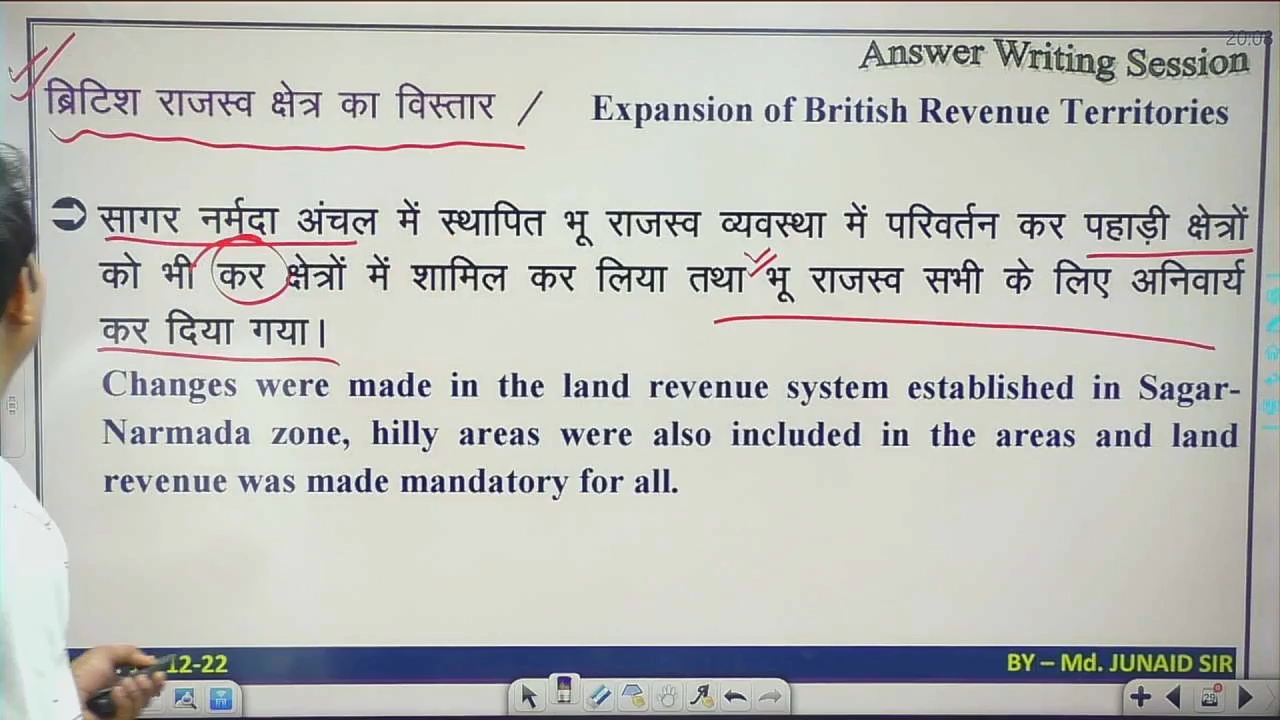 20:08
Answer Writing Session
ब्रिटिश राजस्व क्षेत्र का विस्तार / Expansion of British Revenue Territories
सागर नर्मदा अंचल में स्थापित भू राजस्व व्यवस्था में परिवर्तन कर पहाड़ी क्षेत्रों
को भी कर क्षेत्रों में शामिल कर लिया तथा भू राजस्व सभी के लिए अनिवार्य
कर दिया गया।
Changes were made in the land revenue system established in Sagar-
Narmada zone, hilly areas were also included in the areas and land
revenue was made mandatory for all.
12-22 BY – Md. JUNAID SIR
29